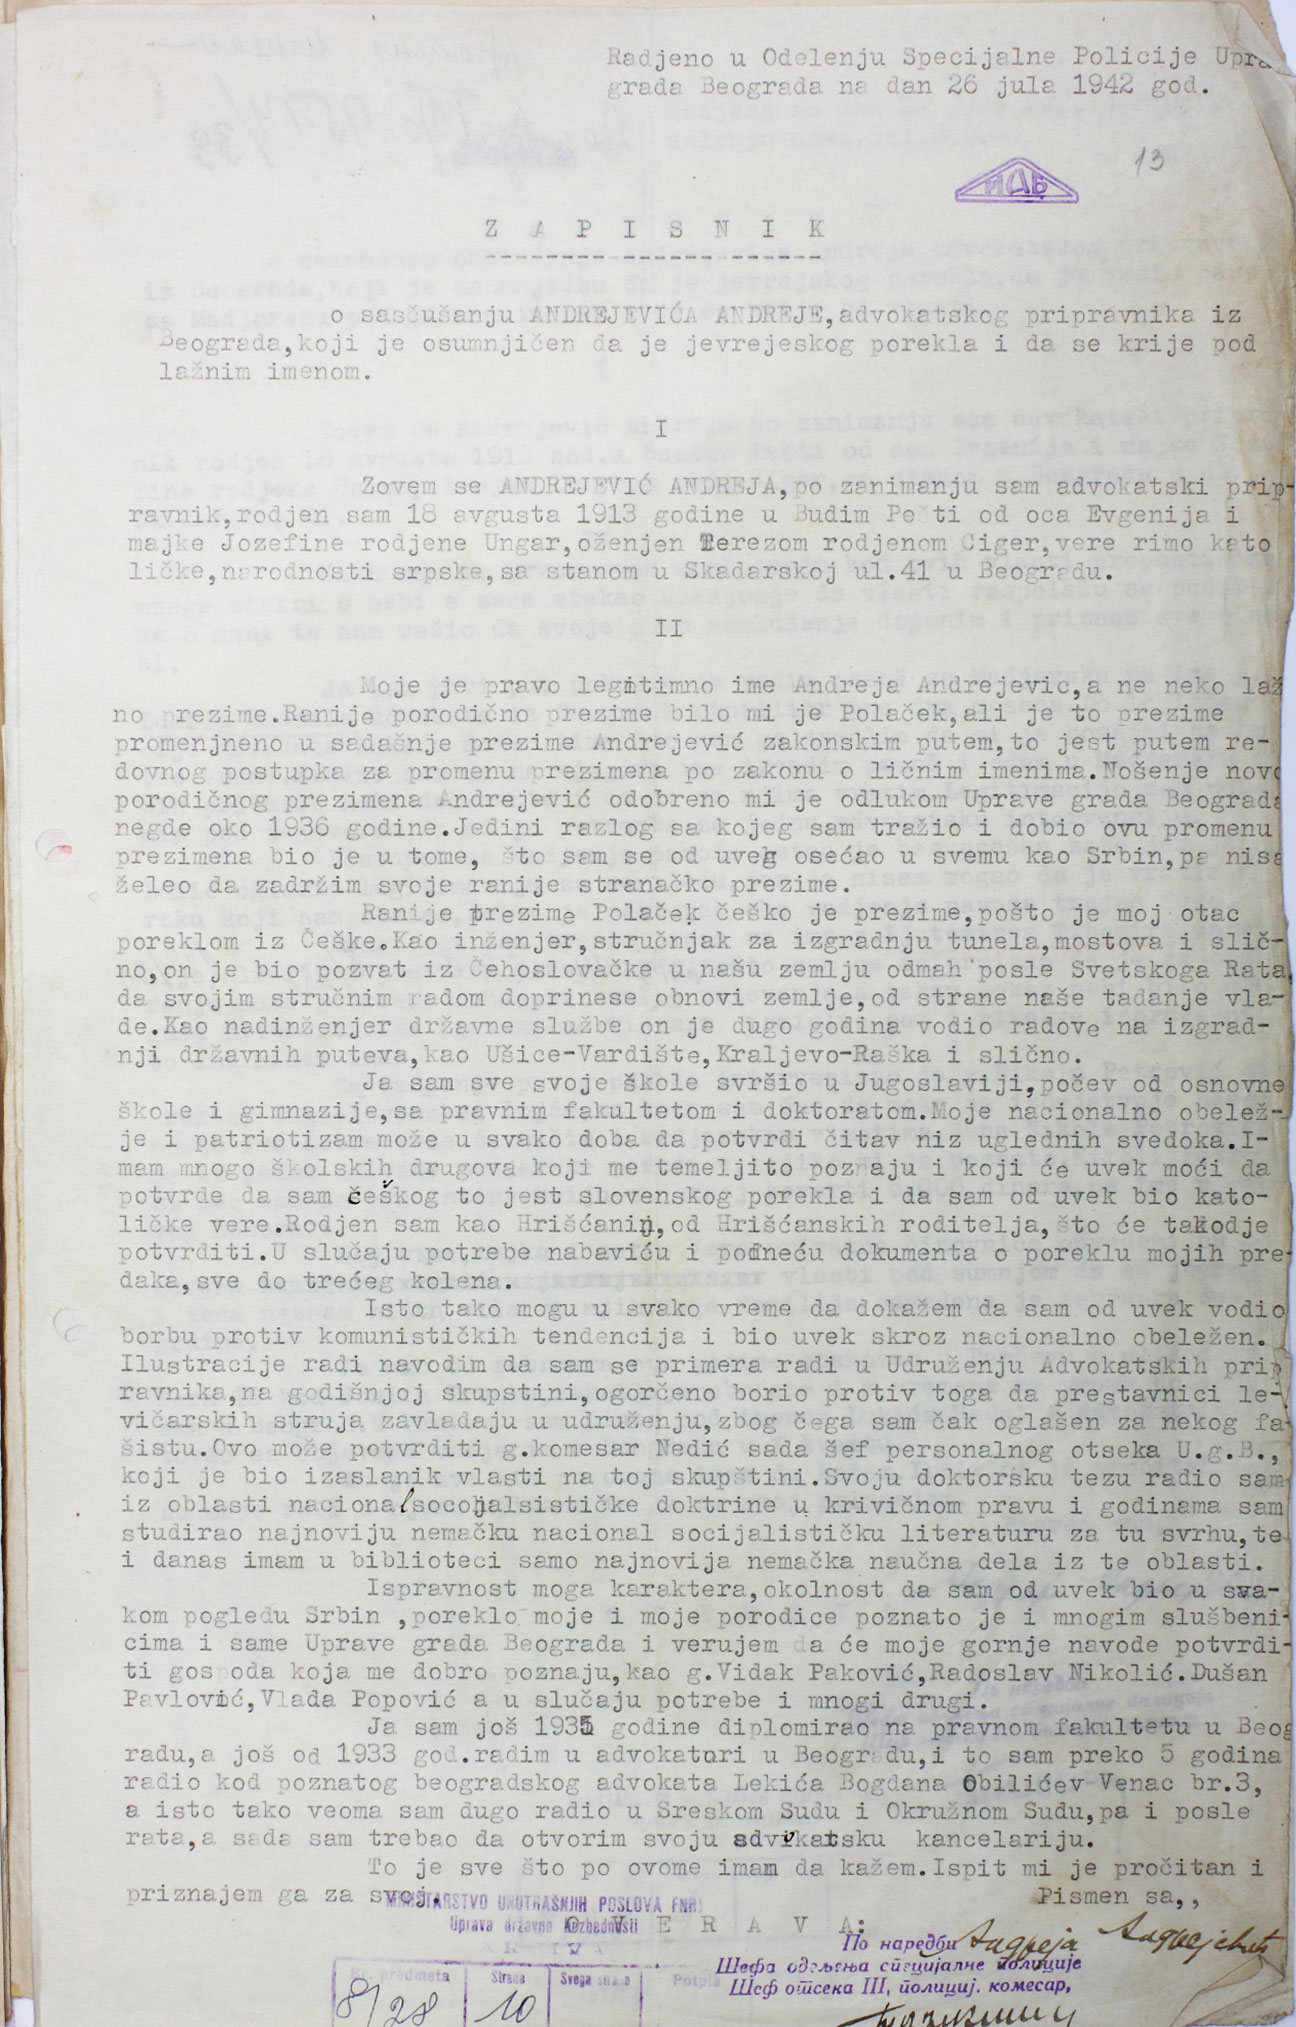 Radjeno u Odelenju Specijalne Policije Upra
grada Beograda na dan 26 jula 1942 god.
13
ИАБ
Z A P I S N I K
o sasčušanju ANDREJEVIĆA ANDREJE,advokatskog pripravnika iz
Beograda,koji je osumnjičen da je jevrejeskog porekla i da se krije pod
lažnim imenom.
I
Zovem se ANDREJEVIĆ ANDREJA,po zanimanju sam advokatski prip-
ravnik,rodjen sam 18 avgusta 1913 godine u Budim Pešti od oca Evgenija i
majke Jozefine rodjene Ungar,oženjen Terezom rodjenom Ciger,vere rimo kato
ličke,narodnosti srpske,sa stanom u Skadarskoj ul.41 u Beogradu.
II
Moje je pravo legitimno ime Andreja Andrejevic,a ne neko laž
no prezime.Ranije porodično prezime bilo mi je Polaček,ali je to prezime
promenjneno u sadašnje prezime Andrejević zakonskim putem,to jest putem re-
dovnog postupka za promenu prezimena po zakonu o ličnim imenima.Nošenje novo
porodičnog prezimena Andrejević odobreno mi je odlukom Uprave grada Beograda
negde oko 1936 godine.Jedini razlog sa kojeg sam tražio i dobio ovu promenu
prezimena bio je u tome, što sam se od uvek osećao u svemu kao Srbin,pa nisa
želeo da zadržim svoje ranije stranačko prezime.
Ranije prezime Polaček češko je prezime,pošto je moj otac
poreklom iz Češke.Kao inženjer,stručnjak za izgradnju tunela,mostova i slič-
no,on je bio pozvat iz Čehoslovačke u našu zemlju odmah posle Svetskoga Rata,
da svojim stručnim radom doprinese obnovi zemlje,od strane naše tadanje vla-
de.Kao nadinženjer državne službe on je dugo godina vodio radove na izgrad-
nji državnih puteva,kao Ušice-Vardište,Kraljevo-Raška i slično.
Ja sam sve svoje škole svršio u Jugoslaviji,počev od osnovne
škole i gimnazije,sa pravnim fakultetom i doktoratom.Moje nacionalno obelež-
je i patriotizam može u svako doba da potvrdi čitav niz uglednih svedoka.I-
mam mnogo školskih drugova koji me temeljito poznaju i koji će uvek moći da
potvrde da sam češkog to jest slovenskog porekla i da sam od uvek bio kato-
ličke vere.Rodjen sam kao Hrišćanin,od Hrišćanskih roditelja,što će takodje
potvrditi.U slučaju potrebe nabaviću i podneću dokumenta o poreklu mojih pre
daka,sve do trećeg kolena.
Isto tako mogu u svako vreme da dokažem da sam od uvek vodio
borbu protiv komunističkih tendencija i bio uvek skroz nacionalno obeležen.
Ilustracije radi navodim da sam se primera radi u Udruženju Advokatskih prip
ravnika,na godišnjoj skupstini,ogorčeno borio protiv toga da prestavnici le-
vičarskih struja zavladaju u udruženju,zbog čega sam čak oglašen za nekog fa-
šistu.Ovo može potvrditi g.komesar Nedić sada šef personalnog otseka U.g.B.,
koji je bio izaslanik vlasti na toj skupštini.Svoju doktorsku tezu radio sam
iz oblasti nacionalsocijalsističke doktrine u krivičnom pravu i godinama sam
studirao najnoviju nemačku nacional socijalističku literaturu za tu svrhu,te
i danas imam u biblioteci samo najnovija nemačka naučna dela iz te oblasti.
Ispravnost moga karaktera,okolnost da sam od uvek bio u sva-
kom pogledu Srbin ,poreklo moje i moje porodice poznato je i mnogim slušbeni-
cima i same Uprave grada Beograda i verujem da će moje gornje navode potvrdi-
ti gospoda koja me dobro poznaju,kao g.Vidak Paković,Radoslav Nikolić.Dušan
Pavlović,Vlada Popović a u slučaju potrebe i mnogi drugi.
Ja sam još 1935 godine diplomirao na pravnom fakultetu u Beog
radu,a još od 1933 god.radim u advokaturi u Beogradu,i to sam preko 5 godina
radio kod poznatog beogradskog advokata Lekića Bogdana Obilićev Venac br.3,
a isto tako veoma sam dugo radio u Sreskom Sudu i Okružnom Sudu,pa i posle
rata,a sada sam trebao da otvorim svoju advokatsku kancelariju.
To je sve što po ovome imam da kažem.Ispit mi je pročitan i
priznajem ga za svoj. Pismen sa,,
MINISTARSTVO UNUTRAŠNJIH POSLOVA FNRJ
Uprava državne bezbednosti
O V E R A V A:
По наредби
Андреја Андрејевић
Шефа одељења специјалне полиције
Шеф отсека III, полициј. комесар,
Br. predmeta Strana Svega strana Potpis
8/28 10